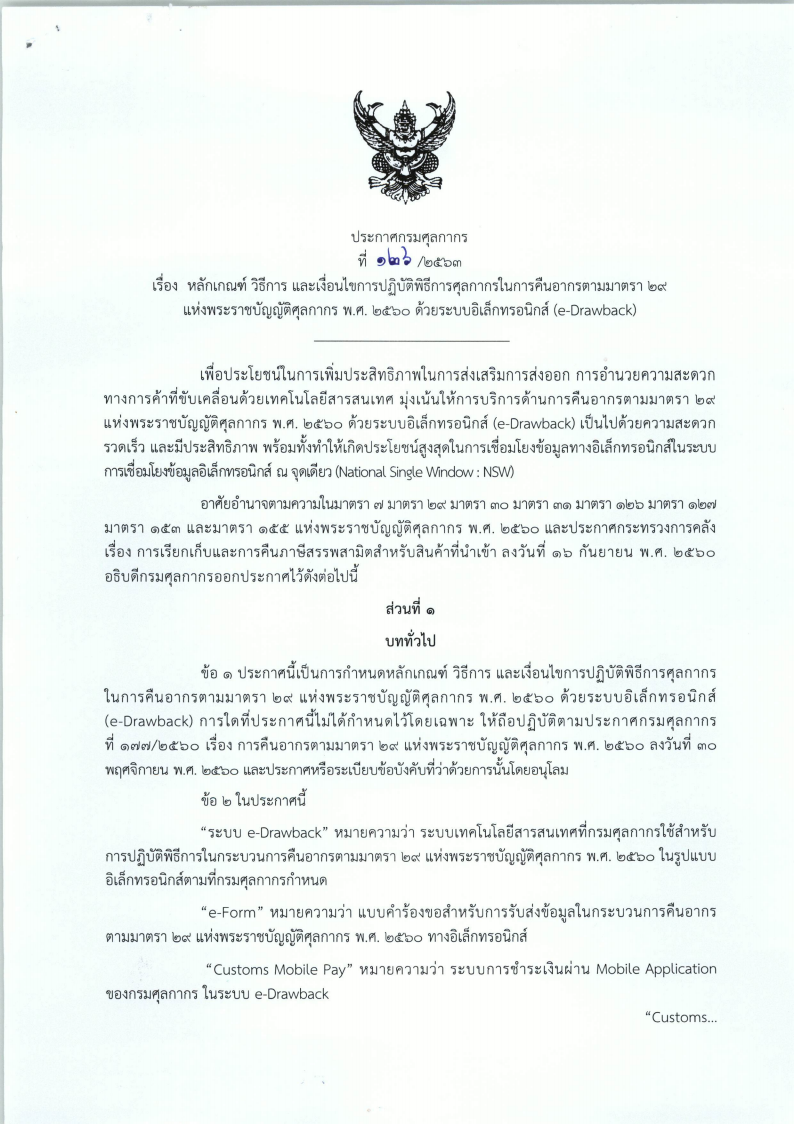 ประกาศกรมศุลกากร
ที่ ๑๒๖ /๒๕๖๓
เรื่อง หลักเกณฑ์ วิธีการ และเงื่อนไขการปฏิบัติพิธีการศุลกากรในการคืนอากรตามมาตรา ๒๙
แห่งพระราชบัญญัติศุลกากร พ.ศ. ๒๕๖๐ ด้วยระบบอิเล็กทรอนิกส์ (e-Drawback)
เพื่อประโยชน์ในการเพิ่มประสิทธิภาพในการส่งเสริมการส่งออก การอำนวยความสะดวก
ทางการค้าที่ขับเคลื่อนด้วยเทคโนโลยีสารสนเทศ มุ่งเน้นให้การบริการด้านการคืนอากรตามมาตรา ๒๙
แห่งพระราชบัญญัติศุลกากร พ.ศ. ๒๕๖๐ ด้วยระบบอิเล็กทรอนิกส์ (e-Drawback) เป็นไปด้วยความสะดวก
รวดเร็ว และมีประสิทธิภาพ พร้อมทั้งทำให้เกิดประโยชน์สูงสุดในการเชื่อมโยงข้อมูลทางอิเล็กทรอนิกส์ในระบบ
การเชื่อมโยงข้อมูลอิเล็กทรอนิกส์ ณ จุดเดียว (National Single Window : NSW)
อาศัยอำนาจตามความในมาตรา ๗ มาตรา ๒๙ มาตรา ๓๐ มาตรา ๓๑ มาตรา ๑๒๖ มาตรา ๑๒๗
มาตรา ๑๕๓ และมาตรา ๑๕๕ แห่งพระราชบัญญัติศุลกากร พ.ศ. ๒๕๖๐ และประกาศกระทรวงการคลัง
เรื่อง การเรียกเก็บและการคืนภาษีสรรพสามิตสำหรับสินค้าที่นำเข้า ลงวันที่ ๑๖ กันยายน พ.ศ. ๒๕๖๐
อธิบดีกรมศุลกากรออกประกาศไว้ดังต่อไปนี้
ส่วนที่ ๑
บททั่วไป
ข้อ ๑ ประกาศนี้เป็นการกำหนดหลักเกณฑ์ วิธีการ และเงื่อนไขการปฏิบัติพิธีการศุลกากร
ในการคืนอากรตามมาตรา ๒๙ แห่งพระราชบัญญัติศุลกากร พ.ศ. ๒๕๖๐ ด้วยระบบอิเล็กทรอนิกส์
(e-Drawback) การใดที่ประกาศนี้ไม่ได้กำหนดไว้โดยเฉพาะ ให้ถือปฏิบัติตามประกาศกรมศุลกากร
ที่ ๑๗๗/๒๕๖๐ เรื่อง การคืนอากรตามมาตรา ๒๙ แห่งพระราชบัญญัติศุลกากร พ.ศ. ๒๕๖๐ ลงวันที่ ๓๐
พฤศจิกายน พ.ศ. ๒๕๖๐ และประกาศหรือระเบียบข้อบังคับที่ว่าด้วยการนั้นโดยอนุโลม
ข้อ ๒ ในประกาศนี้
“ระบบ e-Drawback” หมายความว่า ระบบเทคโนโลยีสารสนเทศที่กรมศุลกากรใช้สำหรับ
การปฏิบัติพิธีการในกระบวนการคืนอากรตามมาตรา ๒๙ แห่งพระราชบัญญัติศุลกากร พ.ศ. ๒๕๖๐ ในรูปแบบ
อิเล็กทรอนิกส์ตามที่กรมศุลกากรกำหนด
“e-Form” หมายความว่า แบบคำร้องขอสำหรับการรับส่งข้อมูลในกระบวนการคืนอากร
ตามมาตรา ๒๙ แห่งพระราชบัญญัติศุลกากร พ.ศ. ๒๕๖๐ ทางอิเล็กทรอนิกส์
“Customs Mobile Pay” หมายความว่า ระบบการชำระเงินผ่าน Mobile Application
ของกรมศุลกากร ในระบบ e-Drawback
“Customs...